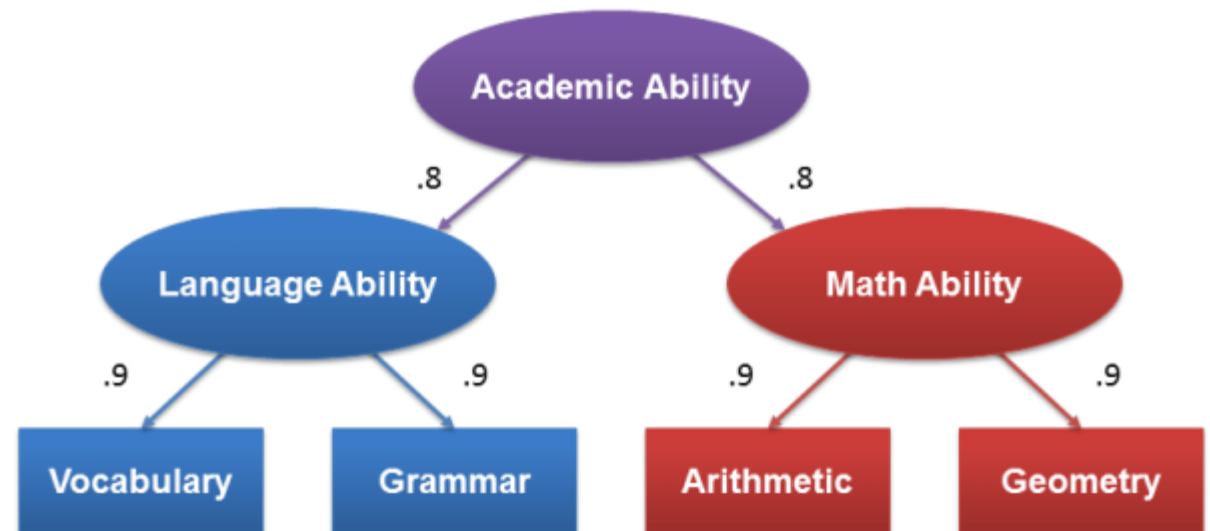 Academic Ability
.8
.8
Language Ability
Math Ability
.9
.9
.9
.9
Vocabulary
Grammar
Arithmetic
Geometry